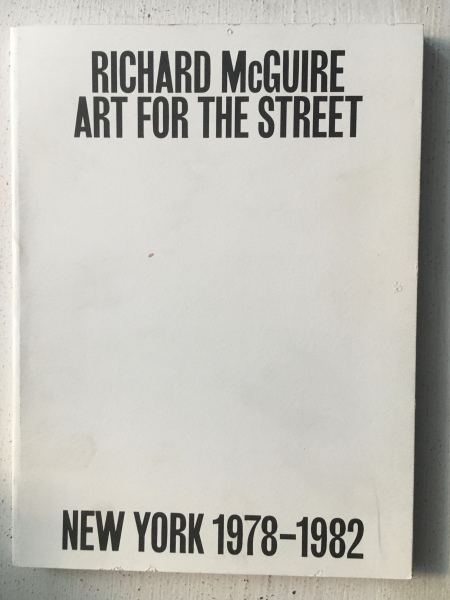 RICHARD McGUIRE
ART FOR THE STREET
NEW YORK 1978–1982